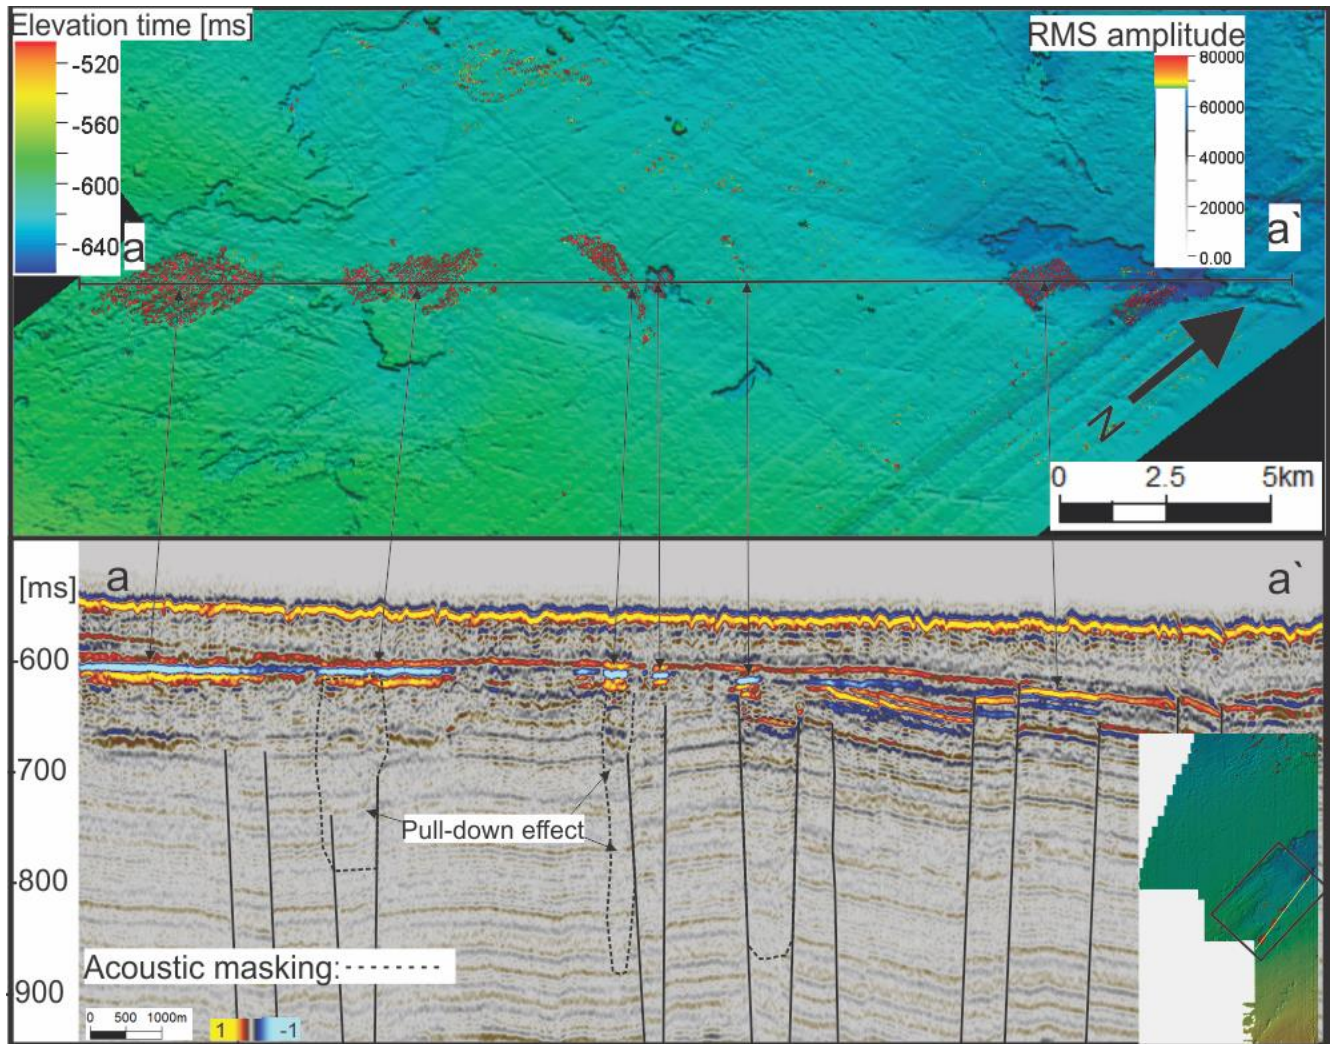 Elevation time [ms]
-520
-560
-600
-640
RMS amplitude
80000
60000
40000
20000
0.00
a
a`
N
0 2.5 5km
[ms]
a
a`
-600
-700
-800
-900
Pull-down effect
Acoustic masking:
0 500 1000m
1 -1